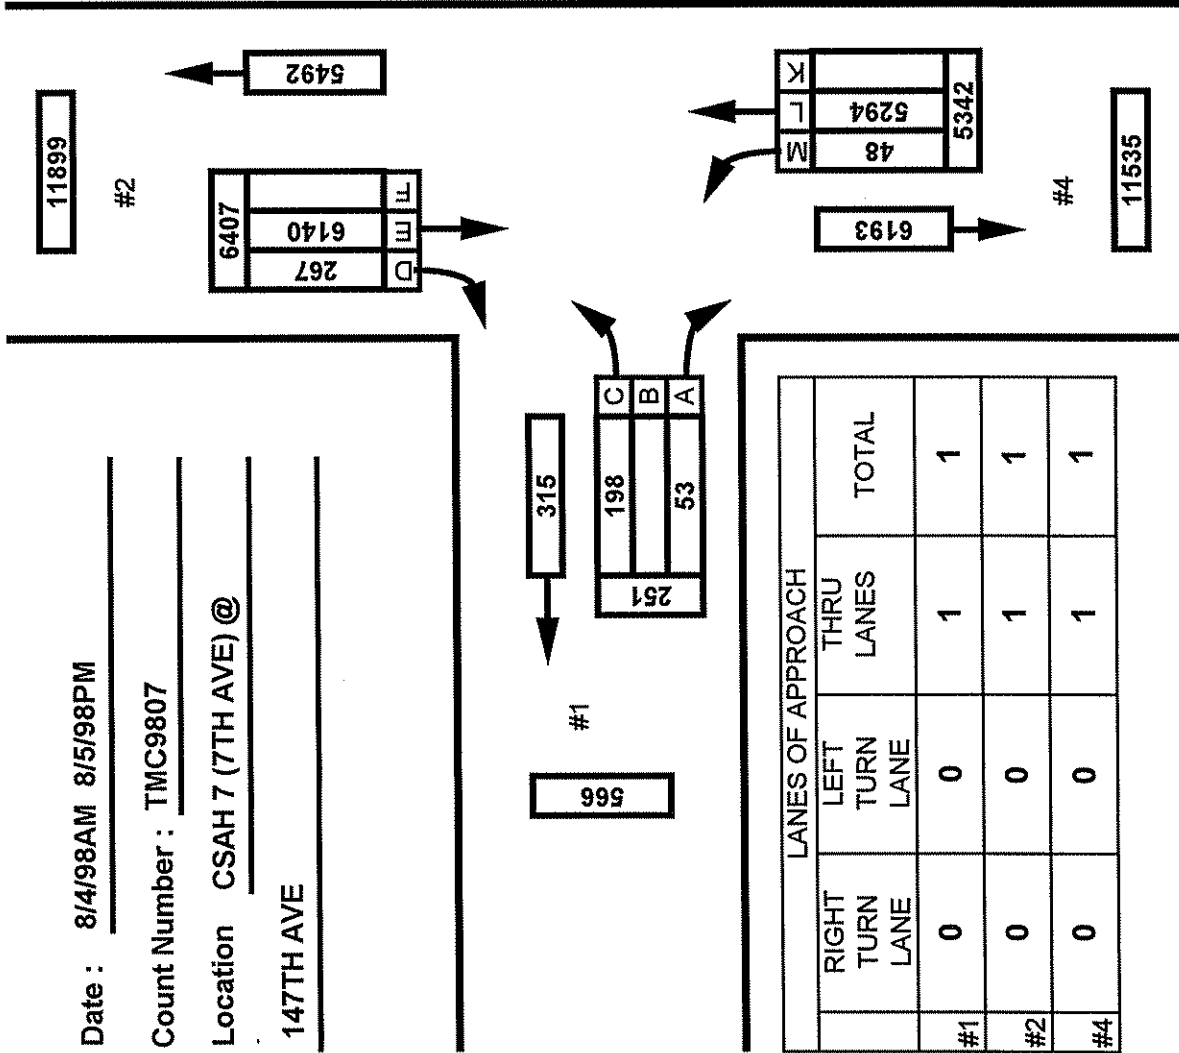 Date : 8/4/98AM 8/5/98PM
Count Number : TMC9807
Location CSAH 7 (7TH AVE) @
147TH AVE
11899
#2
5492
6407
267 6140
D E F
315
198 C
B
53 A
251
#1
566
M L K
48 5294
5342
6193
#4
11535
LANES OF APPROACH
RIGHT TURN LANE LEFT TURN LANE THRU LANES TOTAL
#1 0 0 1 1
#2 0 0 1 1
#4 0 0 1 1